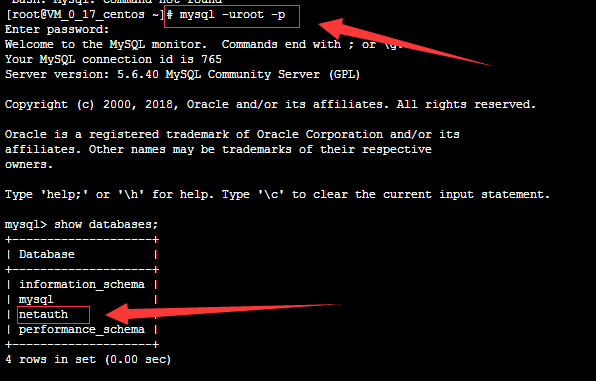 -bash: mysql: command not found
[root@VM_0_17_centos ~]# mysql -uroot -p
Enter password:
Welcome to the MySQL monitor.  Commands end with ; or \g.
Your MySQL connection id is 765
Server version: 5.6.40 MySQL Community Server (GPL)
Copyright (c) 2000, 2018, Oracle and/or its affiliates. All rights reserved.
Oracle is a registered trademark of Oracle Corporation and/or its
affiliates. Other names may be trademarks of their respective
owners.
Type 'help;' or '\h' for help. Type '\c' to clear the current input statement.
mysql> show databases;
+--------------------+
| Database           |
+--------------------+
| information_schema |
| mysql              |
| netauth            |
| performance_schema |
+--------------------+
4 rows in set (0.00 sec)